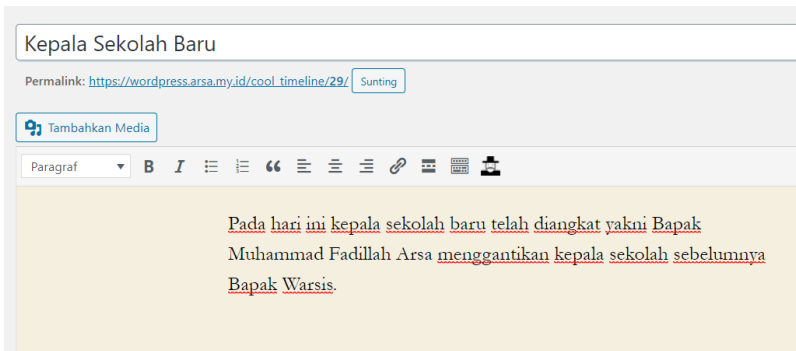 Kepala Sekolah Baru
Permalink: https://wordpress.arsa.my.id/cool_timeline/29/ Sunting
Tambahkan Media
Paragraf B I
Pada hari ini kepala sekolah baru telah diangkat yakni Bapak
Muhammad Fadillah Arsa menggantikan kepala sekolah sebelumnya
Bapak Warsis.